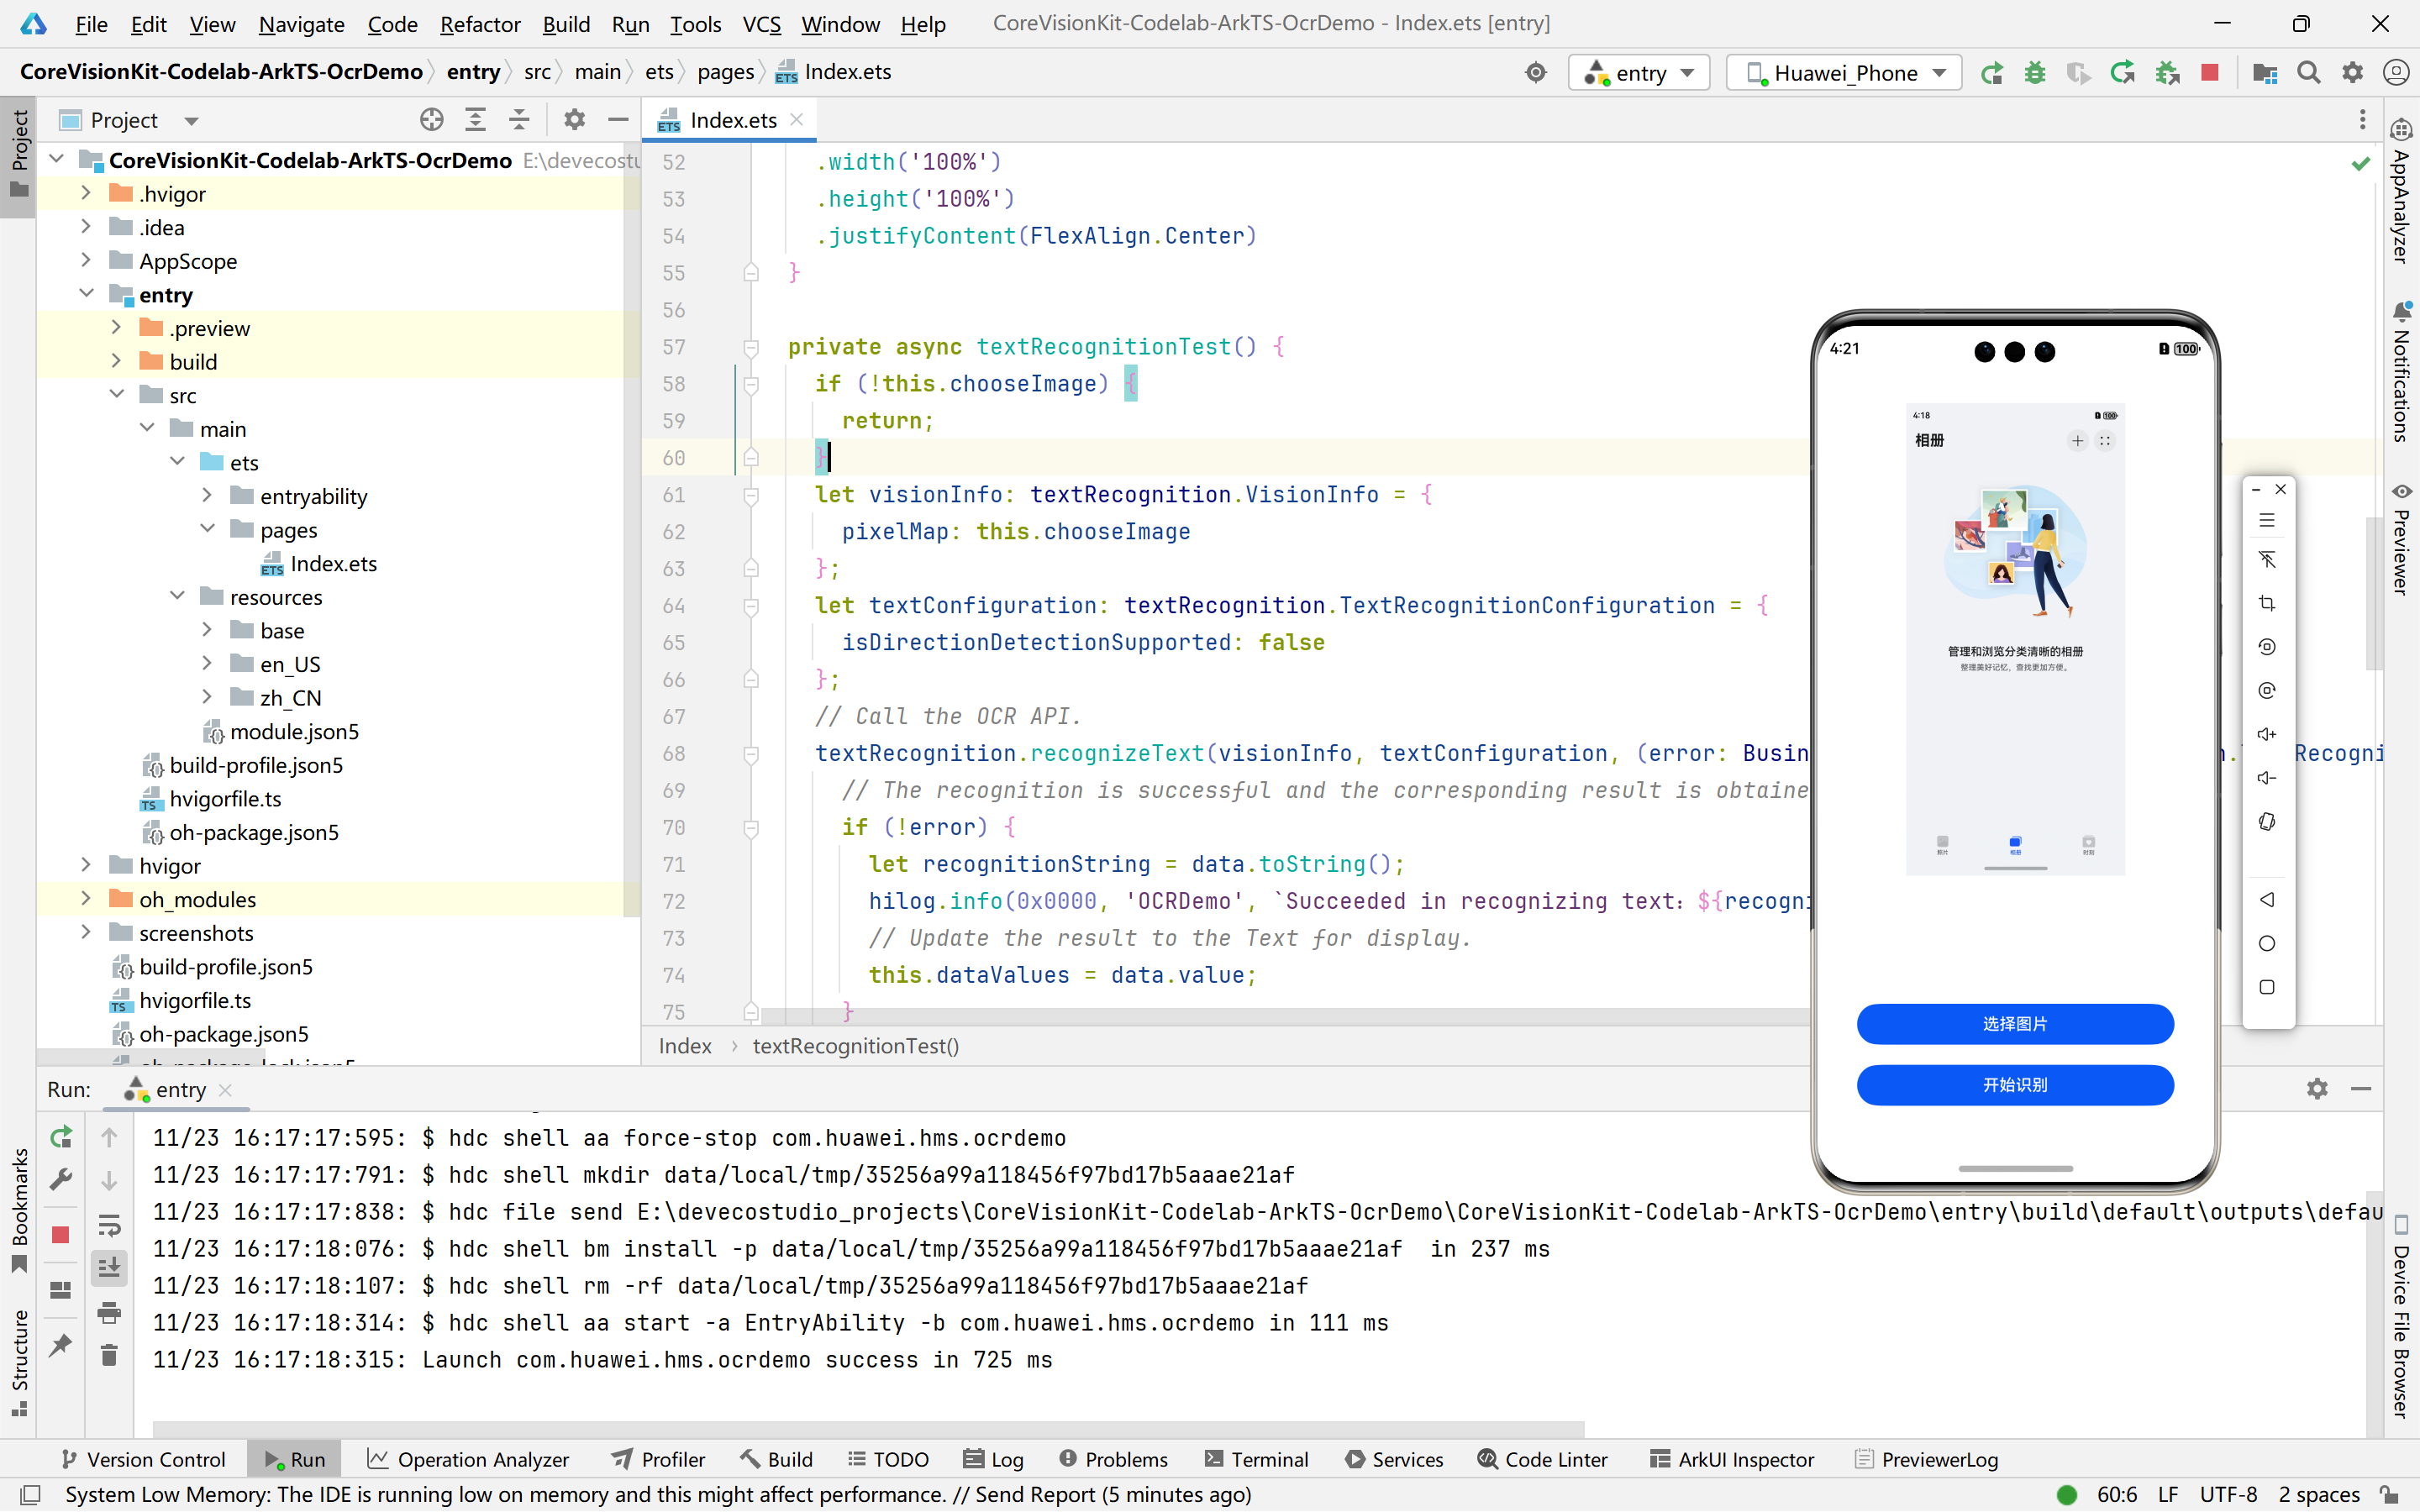 File Edit View Navigate Code Refactor Build Run Tools VCS Window Help CoreVisionKit-Codelab-ArkTS-OcrDemo - Index.ets [entry]
CoreVisionKit-Codelab-ArkTS-OcrDemo entry src main ets pages Index.ets entry Huawei_Phone
Project
Bookmarks
Structure
Project
CoreVisionKit-Codelab-ArkTS-OcrDemo E:\devecostu
.hvigor
.idea
AppScope
entry
.preview
build
src
main
ets
entryability
pages
Index.ets
resources
base
en_US
zh_CN
module.json5
build-profile.json5
hvigorfile.ts
oh-package.json5
hvigor
oh_modules
screenshots
build-profile.json5
hvigorfile.ts
oh-package.json5
Index.ets
52 .width('100%')
53 .height('100%')
54 .justifyContent(FlexAlign.Center)
55 }
56
57 private async textRecognitionTest() {
58 if (!this.chooseImage) {
59 return;
60 }
61 let visionInfo: textRecognition.VisionInfo = {
62 pixelMap: this.chooseImage
63 };
64 let textConfiguration: textRecognition.TextRecognitionConfiguration = {
65 isDirectionDetectionSupported: false
66 };
67 // Call the OCR API.
68 textRecognition.recognizeText(visionInfo, textConfiguration, (error: Busin
n. Recogni
69 // The recognition is successful and the corresponding result is obtaine
70 if (!error) {
71 let recognitionString = data.toString();
72 hilog.info(0x0000, 'OCRDemo', `Succeeded in recognizing text: ${recogni
73 // Update the result to the Text for display.
74 this.dataValues = data.value;
75 }
Index textRecognitionTest()
4:21 100
4:18 100
相册
管理和浏览分类清晰的相册
整理美好记忆，查找更加方便。
照片 相册 时刻
选择图片
开始识别
AppAnalyzer
Notifications
Previewer
Device File Browser
Run: entry
11/23 16:17:17:595: $ hdc shell aa force-stop com.huawei.hms.ocrdemo
11/23 16:17:17:791: $ hdc shell mkdir data/local/tmp/35256a99a118456f97bd17b5aaae21af
11/23 16:17:17:838: $ hdc file send E:\devecostudio_projects\CoreVisionKit-Codelab-ArkTS-OcrDemo\CoreVisionKit-Codelab-ArkTS-OcrDemo\entry\build\default\outputs\defau
11/23 16:17:18:076: $ hdc shell bm install -p data/local/tmp/35256a99a118456f97bd17b5aaae21af  in 237 ms
11/23 16:17:18:107: $ hdc shell rm -rf data/local/tmp/35256a99a118456f97bd17b5aaae21af
11/23 16:17:18:314: $ hdc shell aa start -a EntryAbility -b com.huawei.hms.ocrdemo in 111 ms
11/23 16:17:18:315: Launch com.huawei.hms.ocrdemo success in 725 ms
Version Control Run Operation Analyzer Profiler Build TODO Log Problems Terminal Services Code Linter ArkUI Inspector PreviewerLog
System Low Memory: The IDE is running low on memory and this might affect performance. // Send Report (5 minutes ago) 60:6 LF UTF-8 2 spaces